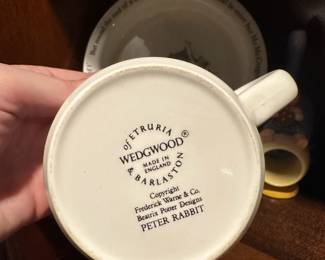 of ETRURIA
WEDGWOOD®
MADE IN
ENGLAND
& BARLASTON
Copyright
Frederick Warne & Co.
Beatrix Potter Designs
PETER RABBIT